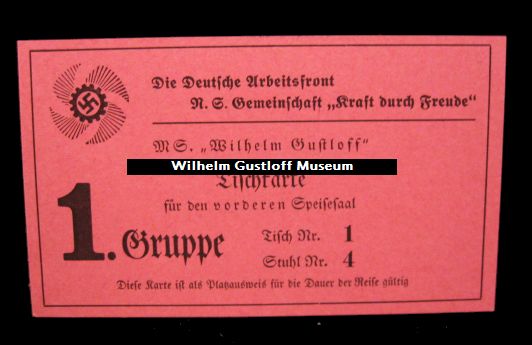 Die Deutsche Arbeitsfront
N. S. Gemeinschaft „Kraft durch Freude“
MS. „Wilhelm Gustloff“
Wilhelm Gustloff Museum
Tischkarte
für den vorderen Speisesaal
1. Gruppe
Tisch Nr. 1
Stuhl Nr. 4
Diese Karte ist als Platzausweis für die Dauer der Reise gültig